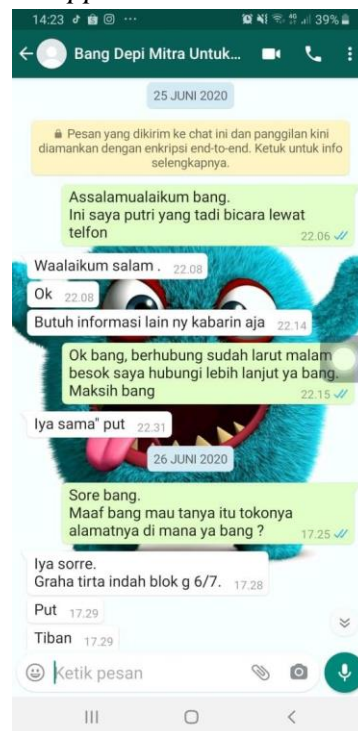 14:23 39%
Bang Depi Mitra Untuk...
25 JUNI 2020
Pesan yang dikirim ke chat ini dan panggilan kini
diamankan dengan enkripsi end-to-end. Ketuk untuk info
selengkapnya.
Assalamualaikum bang.
Ini saya putri yang tadi bicara lewat
telfon
22.06
Waalaikum salam . 22.08
Ok 22.08
Butuh informasi lain ny kabarin aja 22.14
Ok bang, berhubung sudah larut malam
besok saya hubungi lebih lanjut ya bang.
Maksih bang
22.15
Iya sama" put 22.31
26 JUNI 2020
Sore bang.
Maaf bang mau tanya itu tokonya
alamatnya di mana ya bang ? 17.25
Iya sorre.
Graha tirta indah blok g 6/7. 17.28
Put 17.29
Tiban 17.29
Ketik pesan